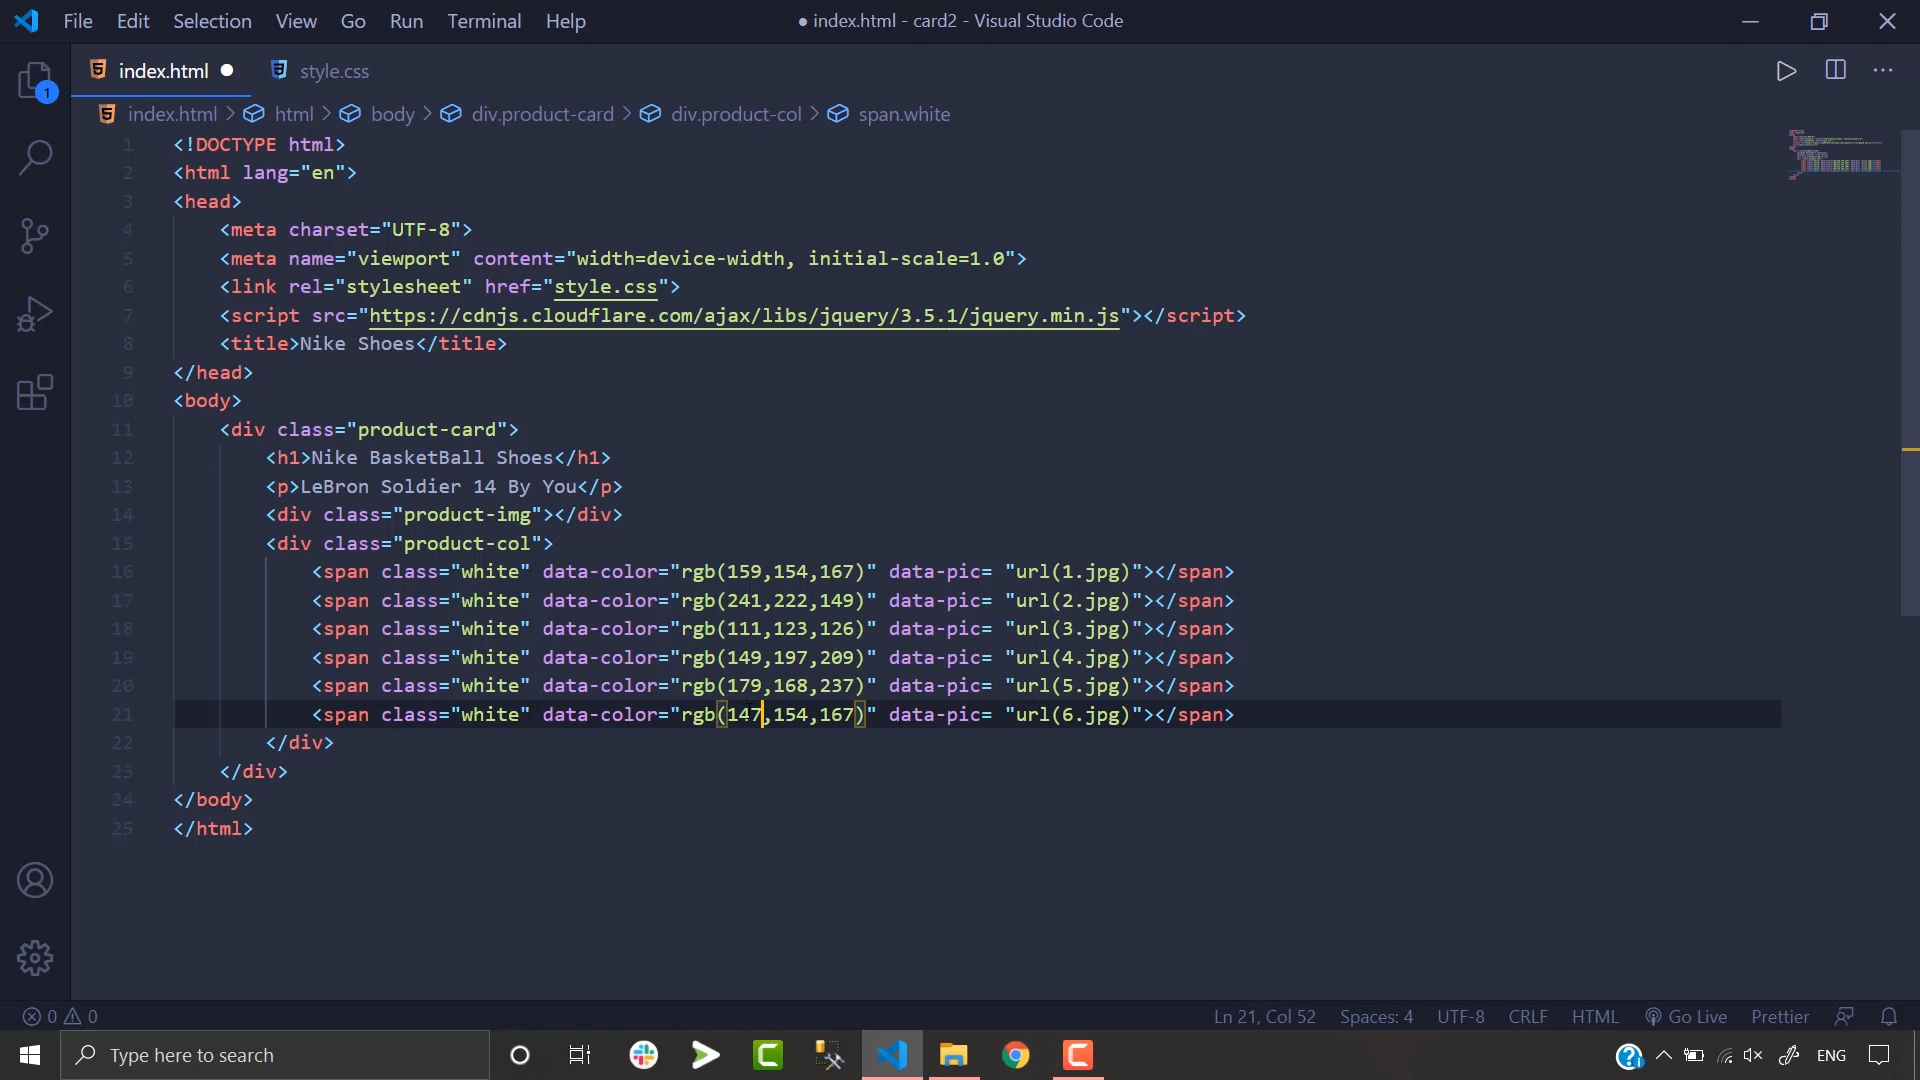 File Edit Selection View Go Run Terminal Help
● index.html - card2 - Visual Studio Code
index.html ● style.css
1
index.html > html > body > div.product-card > div.product-col > span.white
1 <!DOCTYPE html>
2 <html lang="en">
3 <head>
4 <meta charset="UTF-8">
5 <meta name="viewport" content="width=device-width, initial-scale=1.0">
6 <link rel="stylesheet" href="style.css">
7 <script src="https://cdnjs.cloudflare.com/ajax/libs/jquery/3.5.1/jquery.min.js"></script>
8 <title>Nike Shoes</title>
9 </head>
10 <body>
11 <div class="product-card">
12 <h1>Nike BasketBall Shoes</h1>
13 <p>LeBron Soldier 14 By You</p>
14 <div class="product-img"></div>
15 <div class="product-col">
16 <span class="white" data-color="rgb(159,154,167)" data-pic= "url(1.jpg)"></span>
17 <span class="white" data-color="rgb(241,222,149)" data-pic= "url(2.jpg)"></span>
18 <span class="white" data-color="rgb(111,123,126)" data-pic= "url(3.jpg)"></span>
19 <span class="white" data-color="rgb(149,197,209)" data-pic= "url(4.jpg)"></span>
20 <span class="white" data-color="rgb(179,168,237)" data-pic= "url(5.jpg)"></span>
21 <span class="white" data-color="rgb(147,154,167)" data-pic= "url(6.jpg)"></span>
22 </div>
23 </div>
24 </body>
25 </html>
0 0 Ln 21, Col 52 Spaces: 4 UTF-8 CRLF HTML Go Live Prettier
Type here to search
ENG